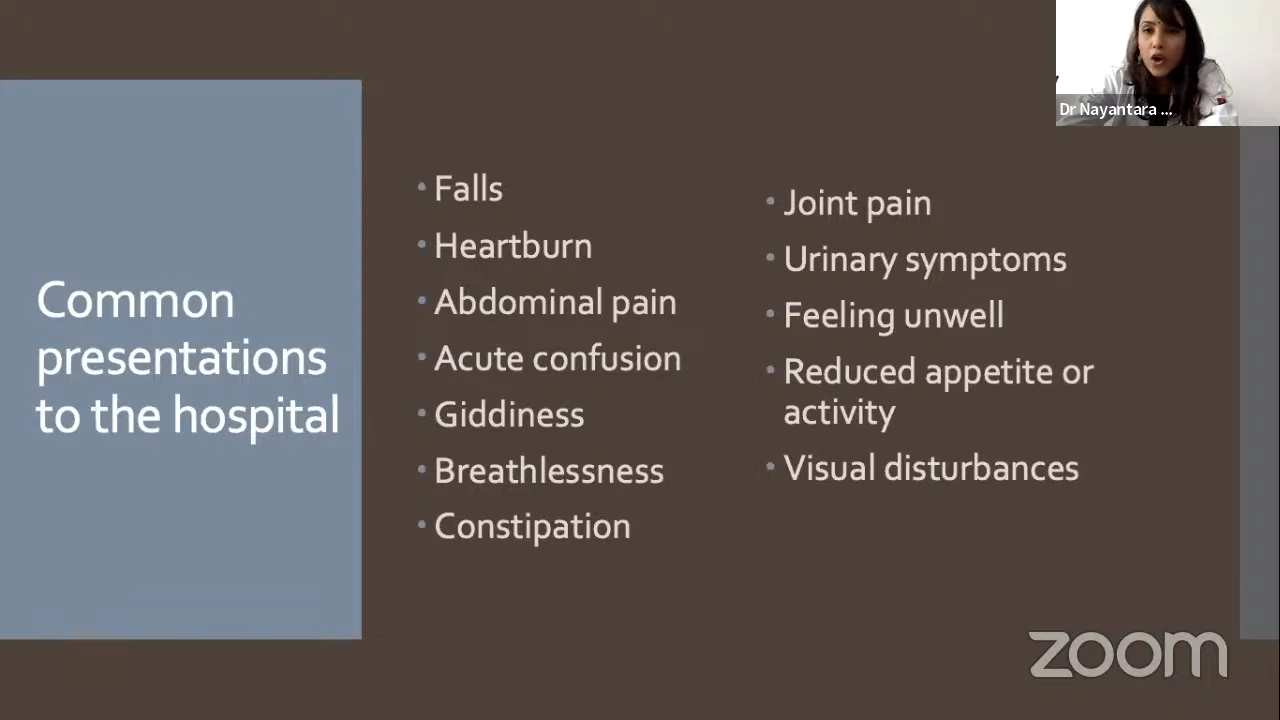 Dr Nayantara ...
Common
presentations
to the hospital
Falls
Heartburn
Abdominal pain
Acute confusion
Giddiness
Breathlessness
Constipation
Joint pain
Urinary symptoms
Feeling unwell
Reduced appetite or
activity
Visual disturbances
zoom